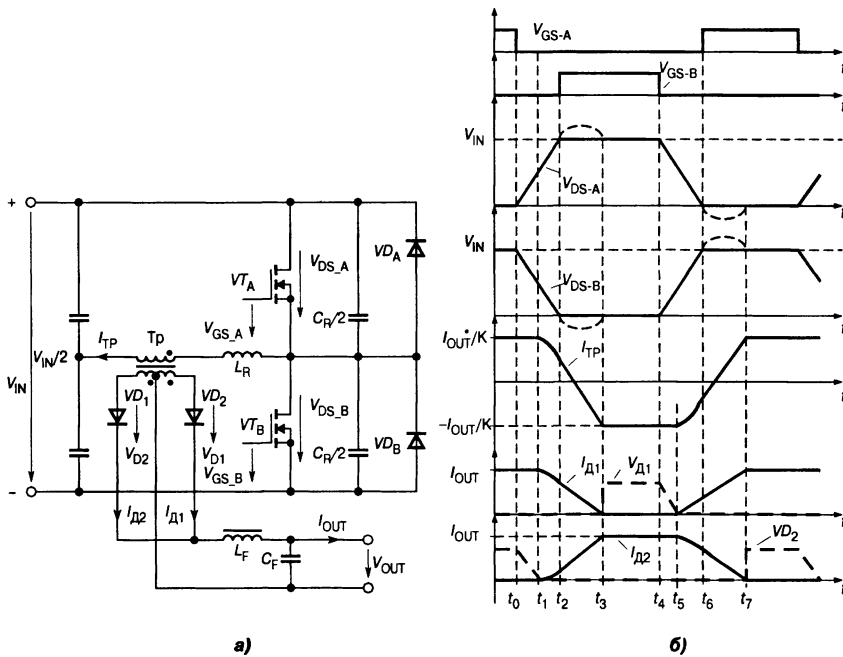 +
V_IN
V_IN/2
I_TP
Тр
L_R
VT_A
V_GS_A
V_DS_A
C_R/2
VD_A
VD_1
VD_2
V_D2
V_D1
VT_B
V_GS_B
V_DS_B
C_R/2
VD_B
–
I_Д2
I_Д1
L_F
C_F
I_OUT
V_OUT
а)
V_GS-A
t
V_GS-B
t
V_IN
V_DS-A
t
V_IN
V_DS-B
t
I_OUT/K
I_TP
t
–I_OUT/K
I_OUT
I_Д1
V_Д1
t
I_OUT
I_Д2
VD_2
t
t_0 t_1 t_2 t_3 t_4 t_5 t_6 t_7
б)